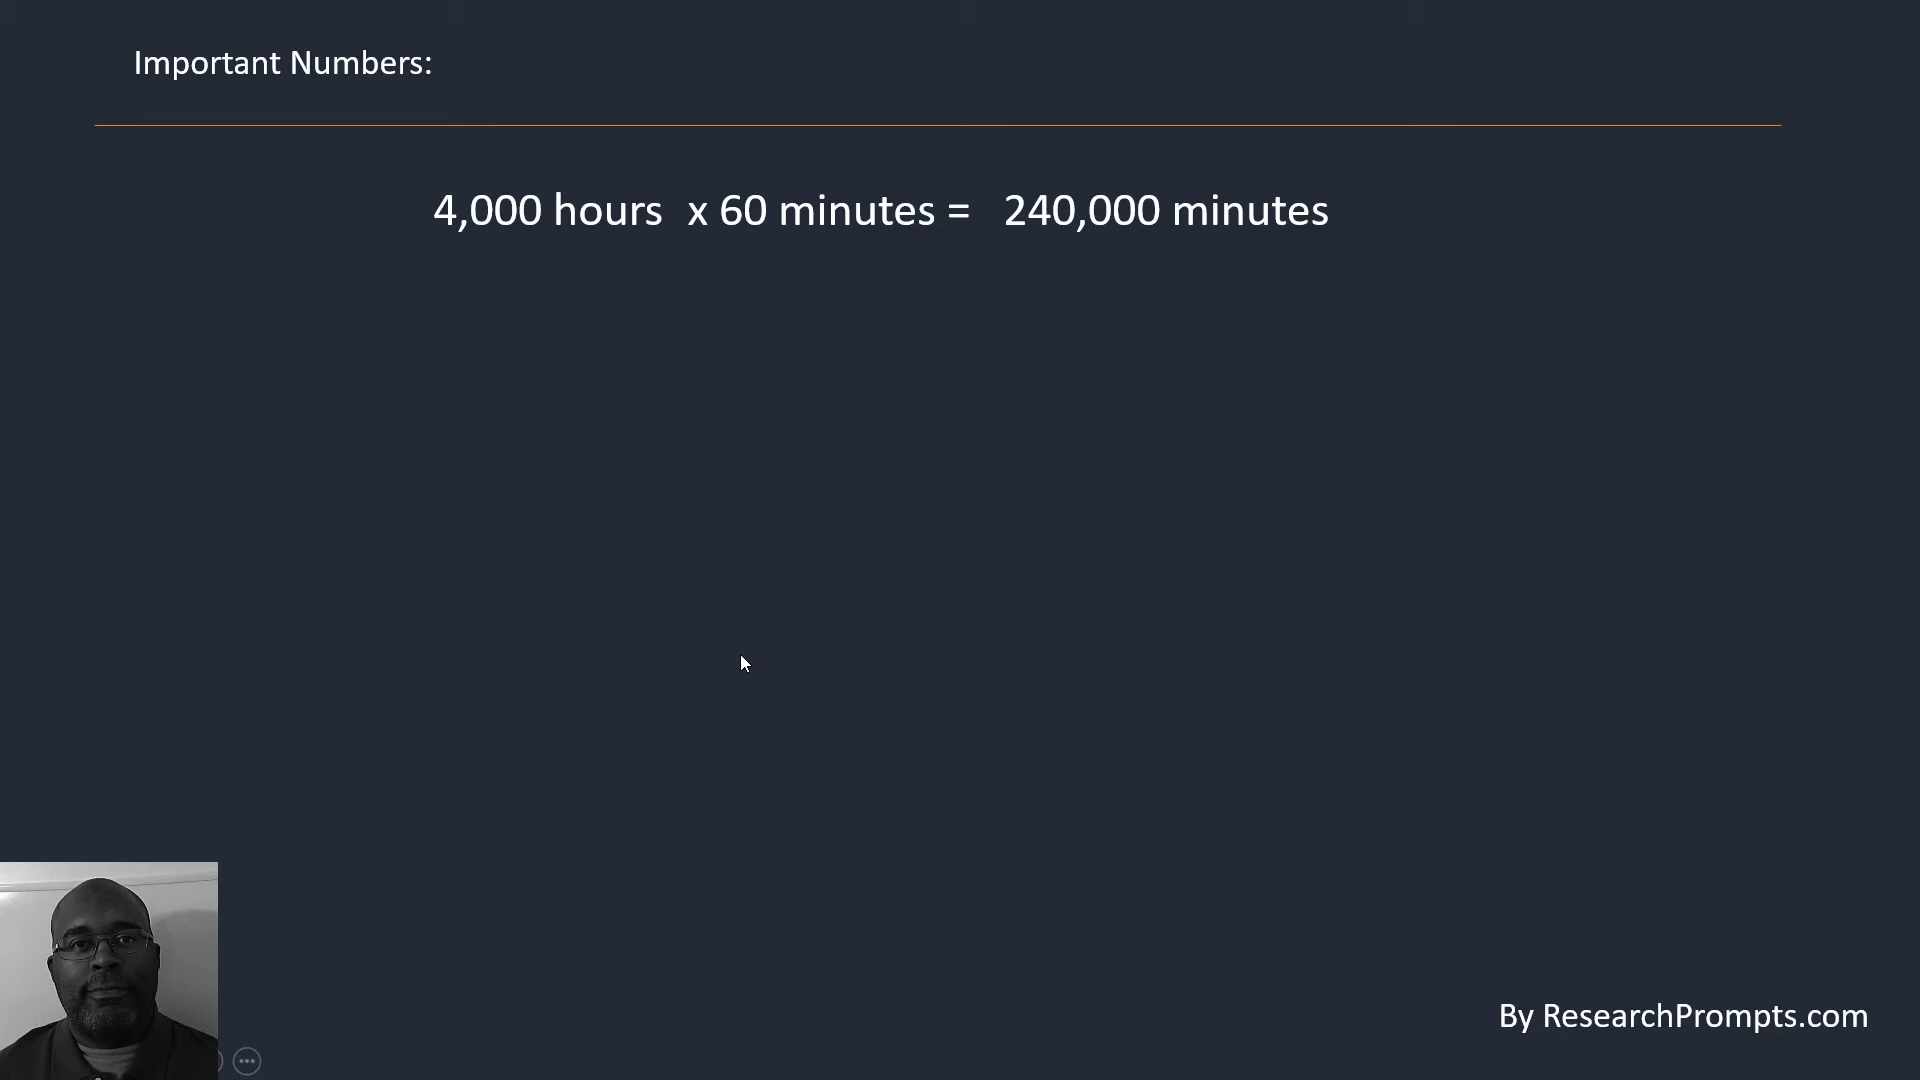 Important Numbers:
4,000 hours x 60 minutes = 240,000 minutes
By ResearchPrompts.com